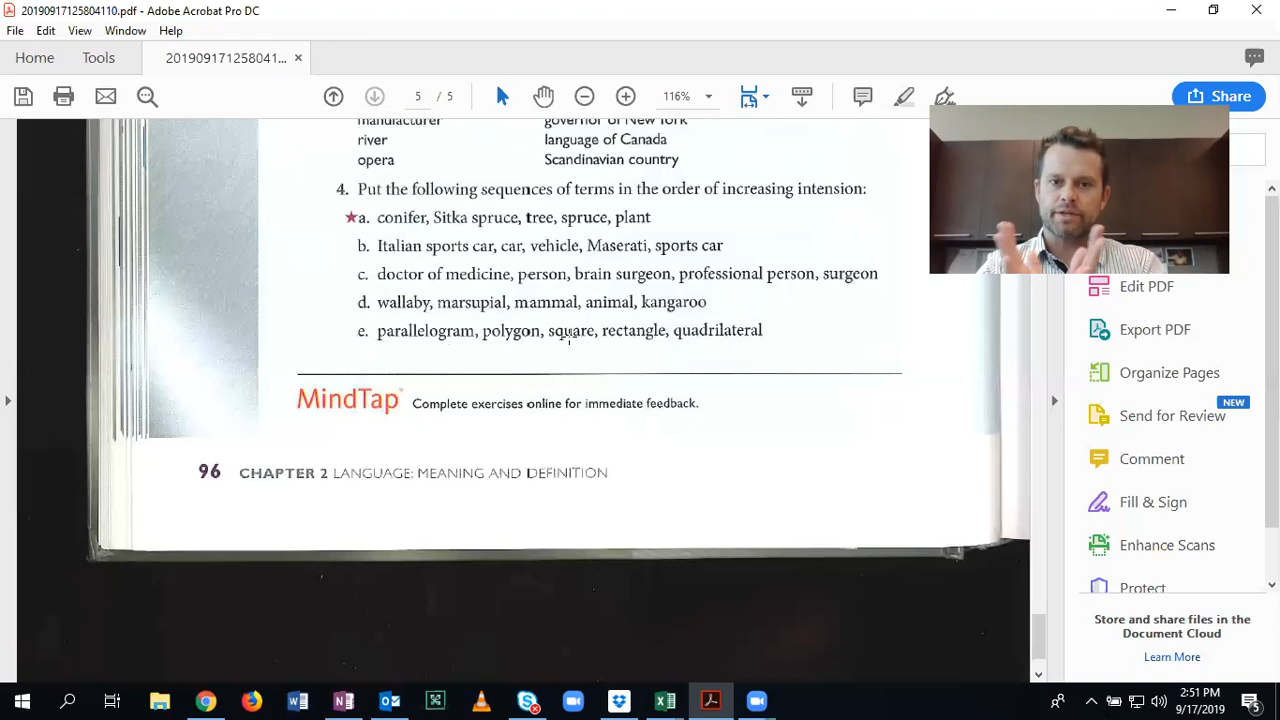 20190917125804110.pdf - Adobe Acrobat Pro DC
File Edit View Window Help
Home Tools 201909171258041...
5 / 5 116% Share
manufacturer governor of New York
river language of Canada
opera Scandinavian country
4. Put the following sequences of terms in the order of increasing intension:
★a. conifer, Sitka spruce, tree, spruce, plant
b. Italian sports car, car, vehicle, Maserati, sports car
c. doctor of medicine, person, brain surgeon, professional person, surgeon
d. wallaby, marsupial, mammal, animal, kangaroo
e. parallelogram, polygon, square, rectangle, quadrilateral
MindTap Complete exercises online for immediate feedback.
96 CHAPTER 2 LANGUAGE: MEANING AND DEFINITION
Edit PDF
Export PDF
Organize Pages
NEW
Send for Review
Comment
Fill & Sign
Enhance Scans
Protect
Store and share files in the
Document Cloud
Learn More
2:51 PM
9/17/2019
5